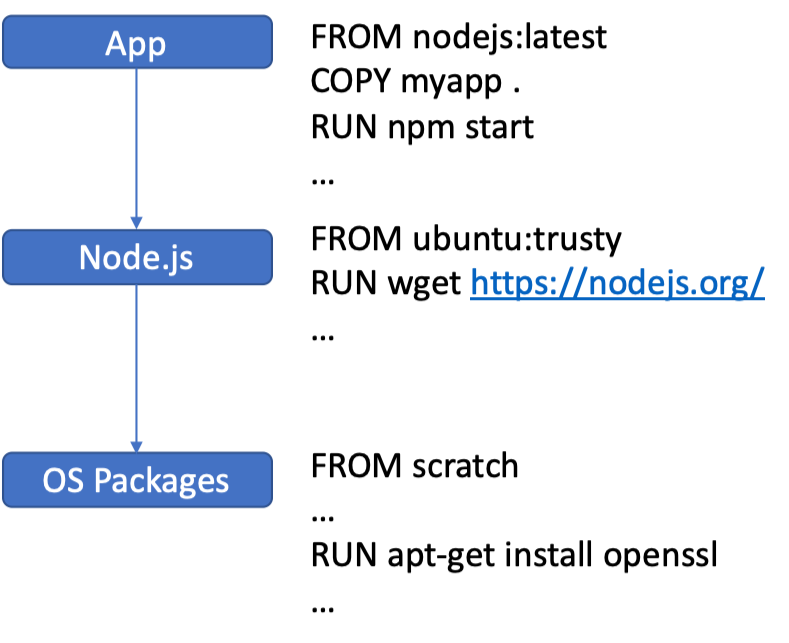 App
FROM nodejs:latest
COPY myapp .
RUN npm start
...
Node.js
FROM ubuntu:trusty
RUN wget https://nodejs.org/
...
OS Packages
FROM scratch
...
RUN apt-get install openssl
...